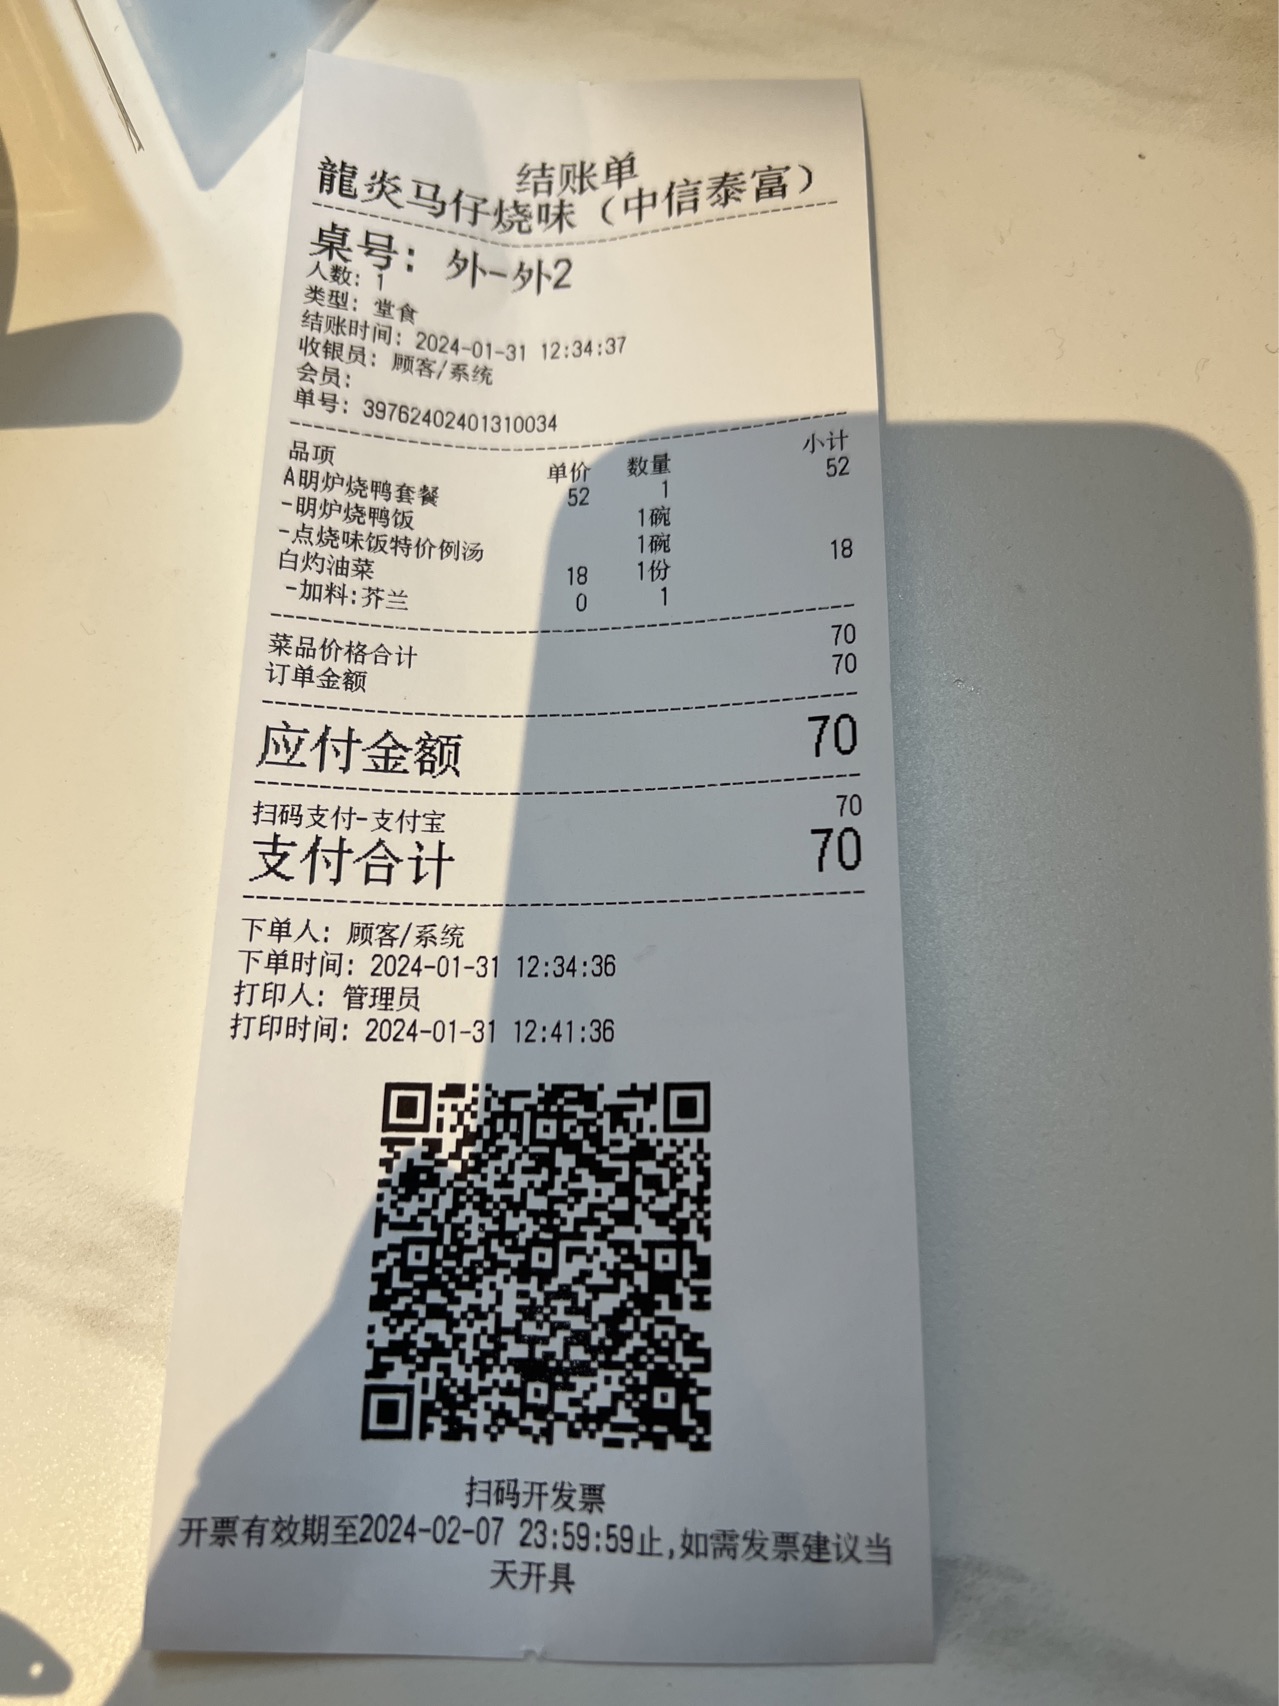 结账单
龍炎马仔烧味（中信泰富）
桌号：外-外2
人数：1
类型：堂食
结账时间：2024-01-31 12:34:37
收银员：顾客/系统
会员：
单号：39762402401310034
品项 单价 数量 小计
A明炉烧鸭套餐 52 1 52
-明炉烧鸭饭 1碗
-点烧味饭特价例汤 1碗
白灼油菜 18 1份 18
-加料:芥兰 0 1
菜品价格合计 70
订单金额 70
应付金额 70
扫码支付-支付宝 70
支付合计 70
下单人：顾客/系统
下单时间：2024-01-31 12:34:36
打印人：管理员
打印时间：2024-01-31 12:41:36
扫码开发票
开票有效期至2024-02-07 23:59:59止,如需发票建议当
天开具